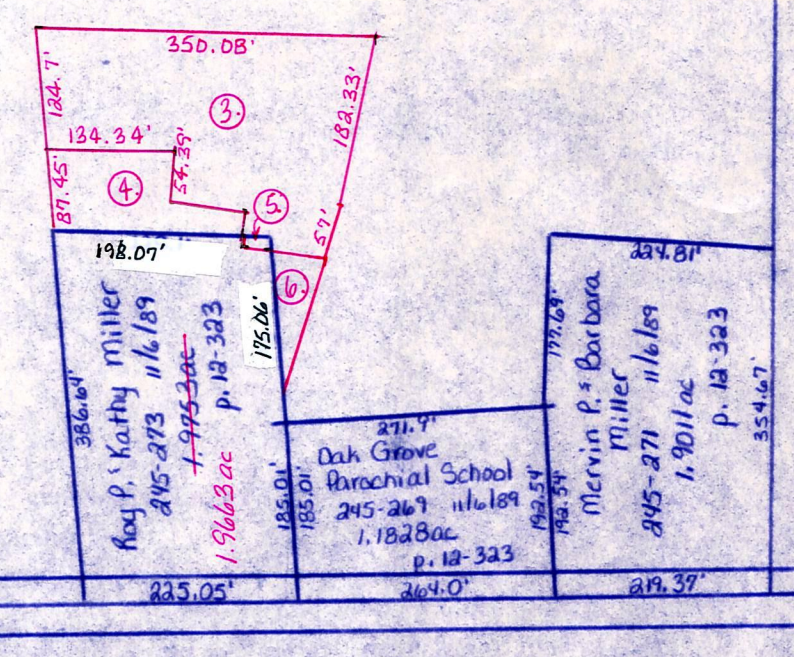 350.08'
124.7'
3.
182.33'
134.34'
54.39'
87.45'
4.
5.
57'
198.07'
6.
175.06'
Roy P. & Kathy Miller
245-273 11/6/89
1.9753ac
p. 12-323
1.9663ac
386.64'
185.01'
185.01'
271.9'
Oak Grove
Parochial School
245-269 11/6/89
1.1828ac
p. 12-323
192.54'
192.54'
177.69'
224.81'
Mervin P. & Barbara
Miller
245-271 11/6/89
1.9011ac
p. 12-323
354.67'
225.05'
264.0'
219.37'